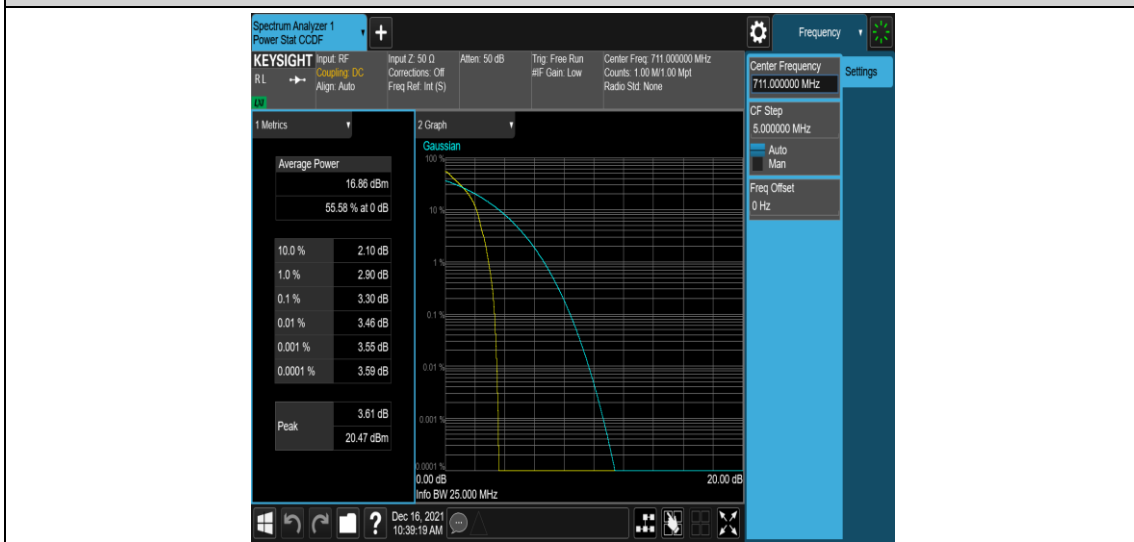 Spectrum Analyzer 1
Power Stat CCDF
+
Frequency
KEYSIGHT
RL
LXI
Input: RF
Coupling: DC
Align: Auto
Input Z: 50 Ω
Corrections: Off
Freq Ref: Int (S)
Atten: 50 dB
Trig: Free Run
#IF Gain: Low
Center Freq: 711.000000 MHz
Counts: 1.00 M/1.00 Mpt
Radio Std: None
Center Frequency
711.000000 MHz
Settings
CF Step
5.000000 MHz
Auto
Man
Freq Offset
0 Hz
1 Metrics
Average Power
16.86 dBm
55.58 % at 0 dB
10.0 % 2.10 dB
1.0 % 2.90 dB
0.1 % 3.30 dB
0.01 % 3.46 dB
0.001 % 3.55 dB
0.0001 % 3.59 dB
Peak
3.61 dB
20.47 dBm
2 Graph
Gaussian
100 %
10 %
1 %
0.1 %
0.01 %
0.001 %
0.0001 %
0.00 dB
20.00 dB
Info BW 25.000 MHz
?
Dec 16, 2021
10:39:19 AM